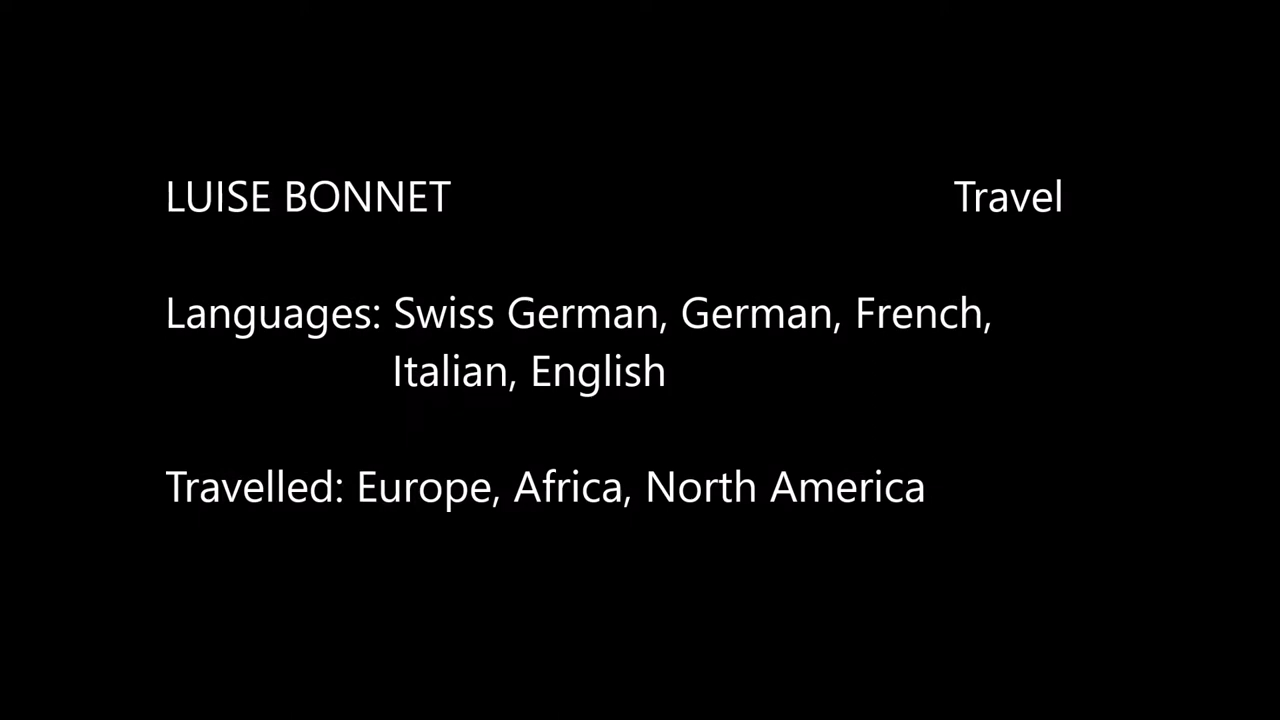 LUISE BONNET Travel
Languages: Swiss German, German, French,
Italian, English
Travelled: Europe, Africa, North America